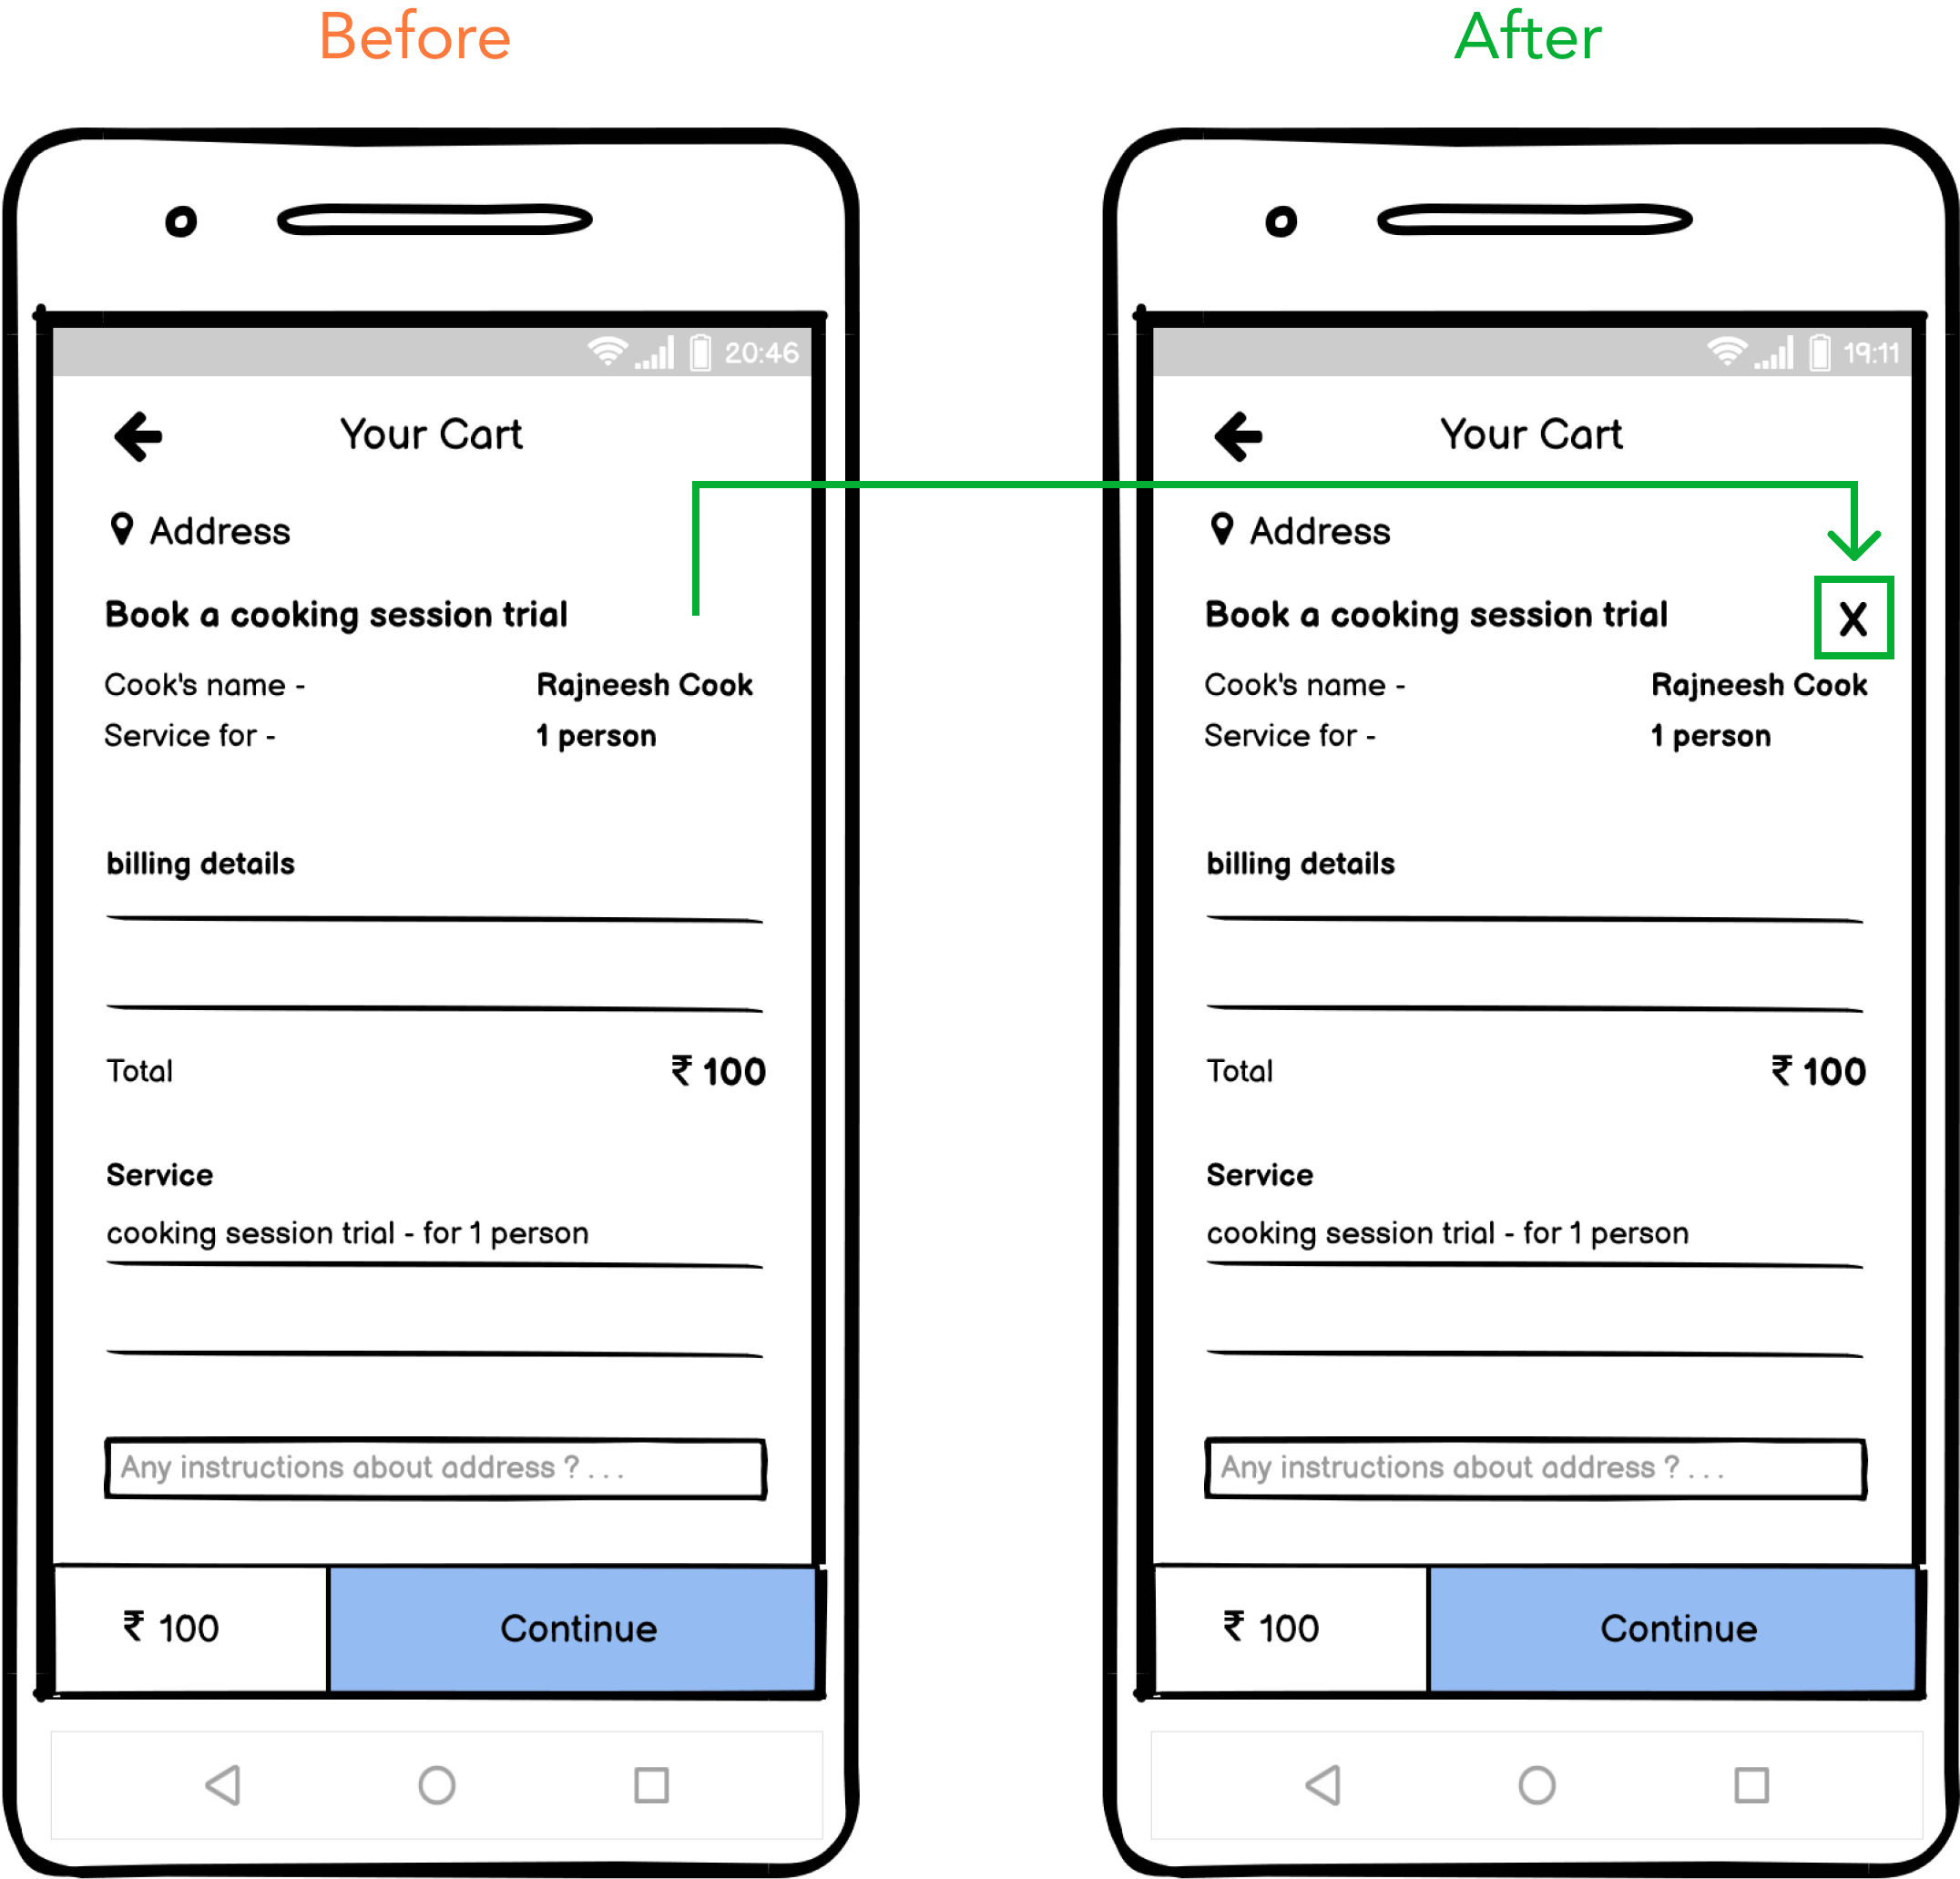 Before
20:46
Your Cart
Address
Book a cooking session trial
Cook's name - Rajneesh Cook
Service for - 1 person
billing details
Total ₹ 100
Service
cooking session trial - for 1 person
Any instructions about address ? . . .
₹ 100 Continue
After
19:11
Your Cart
Address
Book a cooking session trial X
Cook's name - Rajneesh Cook
Service for - 1 person
billing details
Total ₹ 100
Service
cooking session trial - for 1 person
Any instructions about address ? . . .
₹ 100 Continue